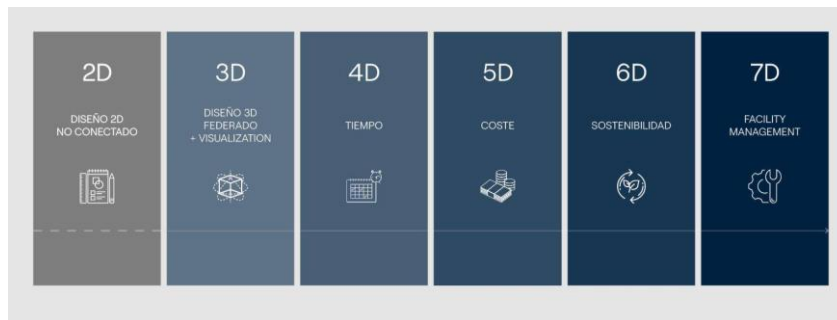 2D
DISEÑO 2D
NO CONECTADO
3D
DISEÑO 3D
FEDERADO
+ VISUALIZATION
4D
TIEMPO
5D
COSTE
6D
SOSTENIBILIDAD
7D
FACILITY
MANAGEMENT